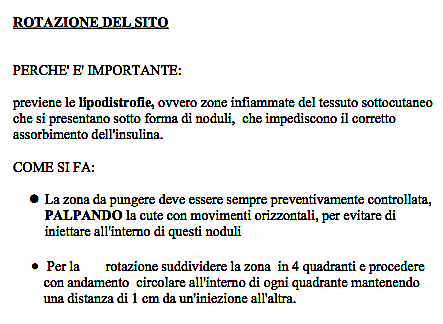 ROTAZIONE DEL SITO
PERCHE' E' IMPORTANTE:
previene le lipodistrofie, ovvero zone infiammate del tessuto sottocutaneo
che si presentano sotto forma di noduli, che impediscono il corretto
assorbimento dell'insulina.
COME SI FA:
● La zona da pungere deve essere sempre preventivamente controllata,
PALPANDO la cute con movimenti orizzontali, per evitare di
iniettare all'interno di questi noduli
● Per la rotazione suddividere la zona in 4 quadranti e procedere
con andamento circolare all'interno di ogni quadrante mantenendo
una distanza di 1 cm da un'iniezione all'altra.